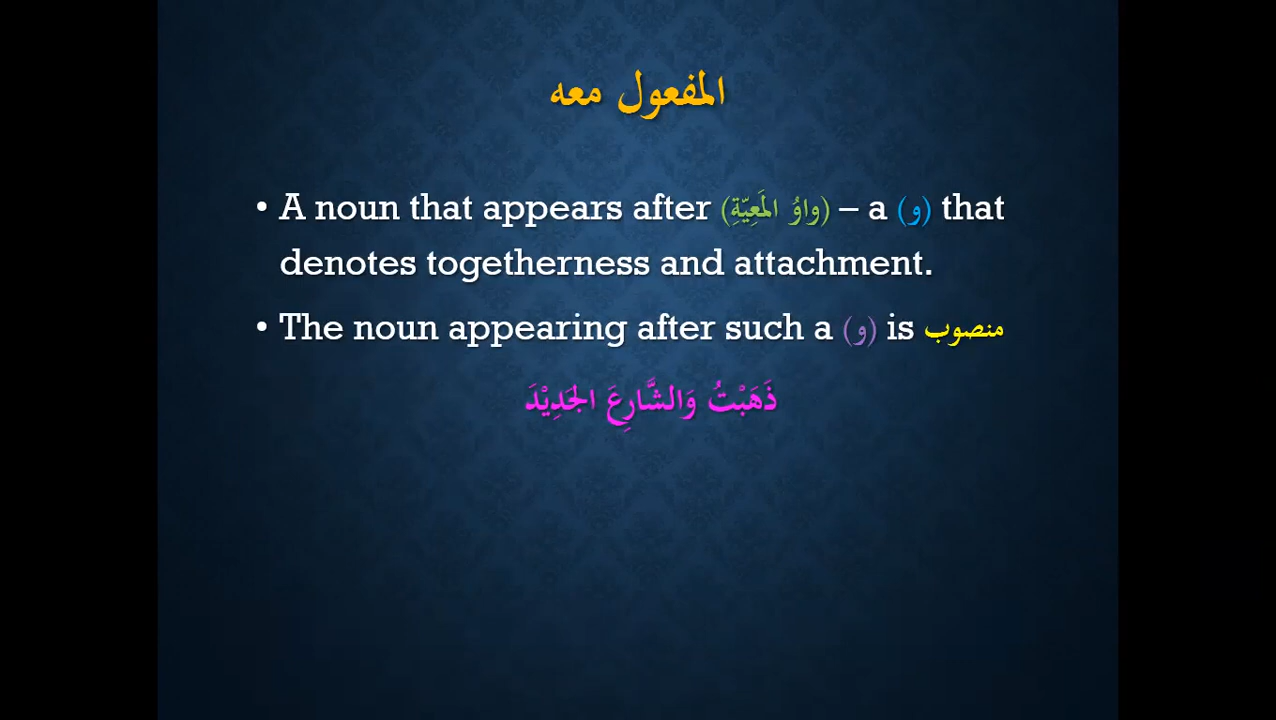 المفعول معه
• A noun that appears after (واوُ المَعِيّةِ) – a (و) that
denotes togetherness and attachment.
• The noun appearing after such a (و) is منصوب
ذَهَبْتُ وَالشَّارِعَ الجَدِيْدَ